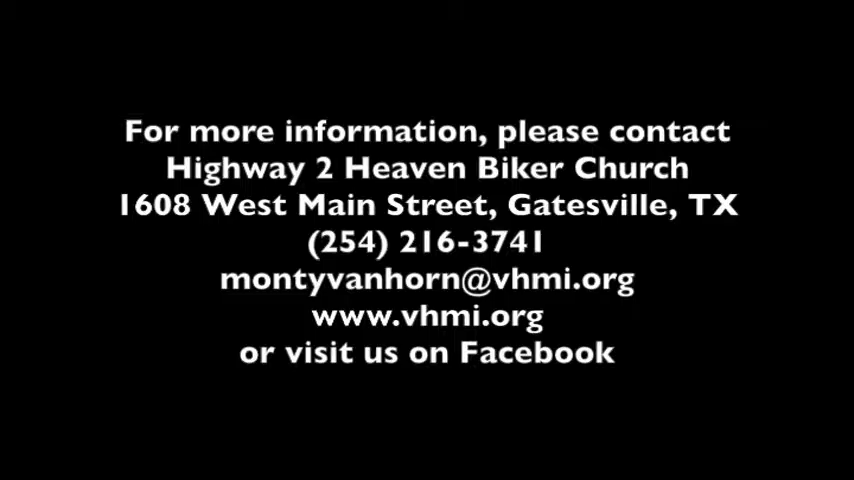 For more information, please contact
Highway 2 Heaven Biker Church
1608 West Main Street, Gatesville, TX
(254) 216-3741
montyvanhorn@vhmi.org
www.vhmi.org
or visit us on Facebook